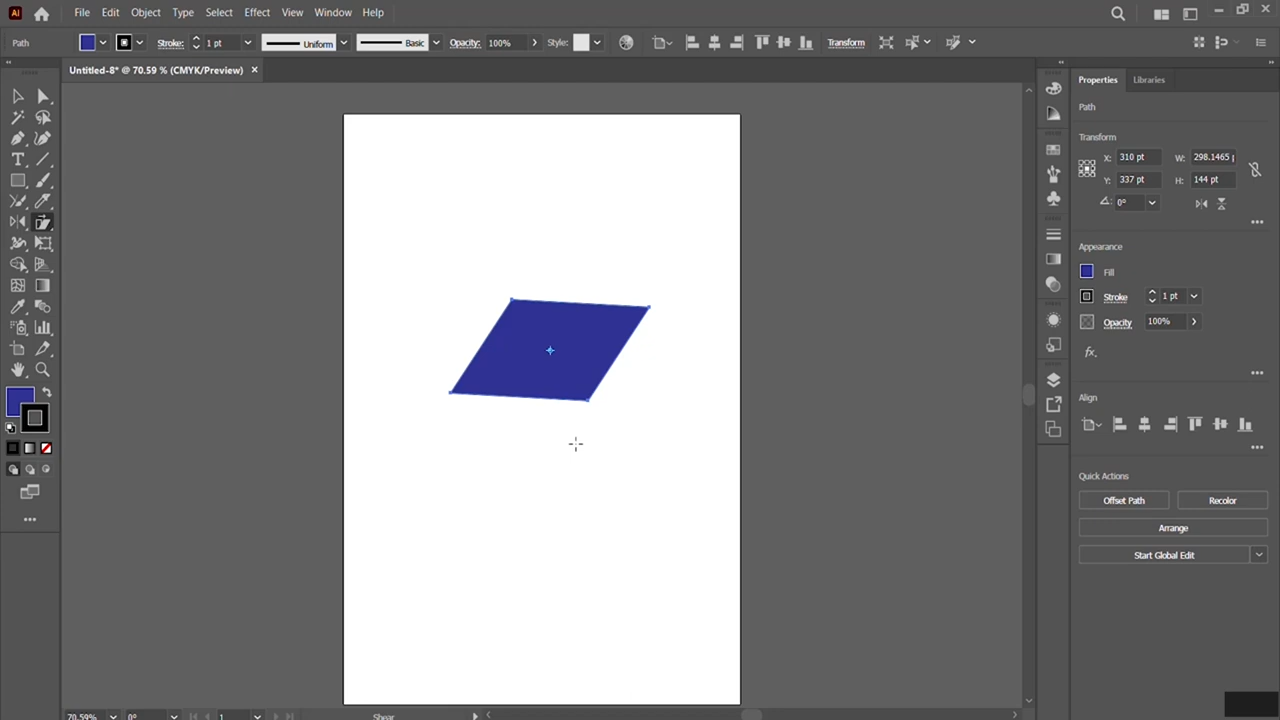 Ai File Edit Object Type Select Effect View Window Help
Path Stroke: 1 pt Uniform Basic Opacity: 100% Style: Transform
Untitled-8* @ 70.59 % (CMYK/Preview) ×
Properties Libraries
Path
Transform
X: 310 pt W: 298.1465 p
Y: 337 pt H: 144 pt
0°
Appearance
Fill
Stroke 1 pt
Opacity 100%
fx.
Align
Quick Actions
Offset Path Recolor
Arrange
Start Global Edit
T
70.59% 0° 1 Shear